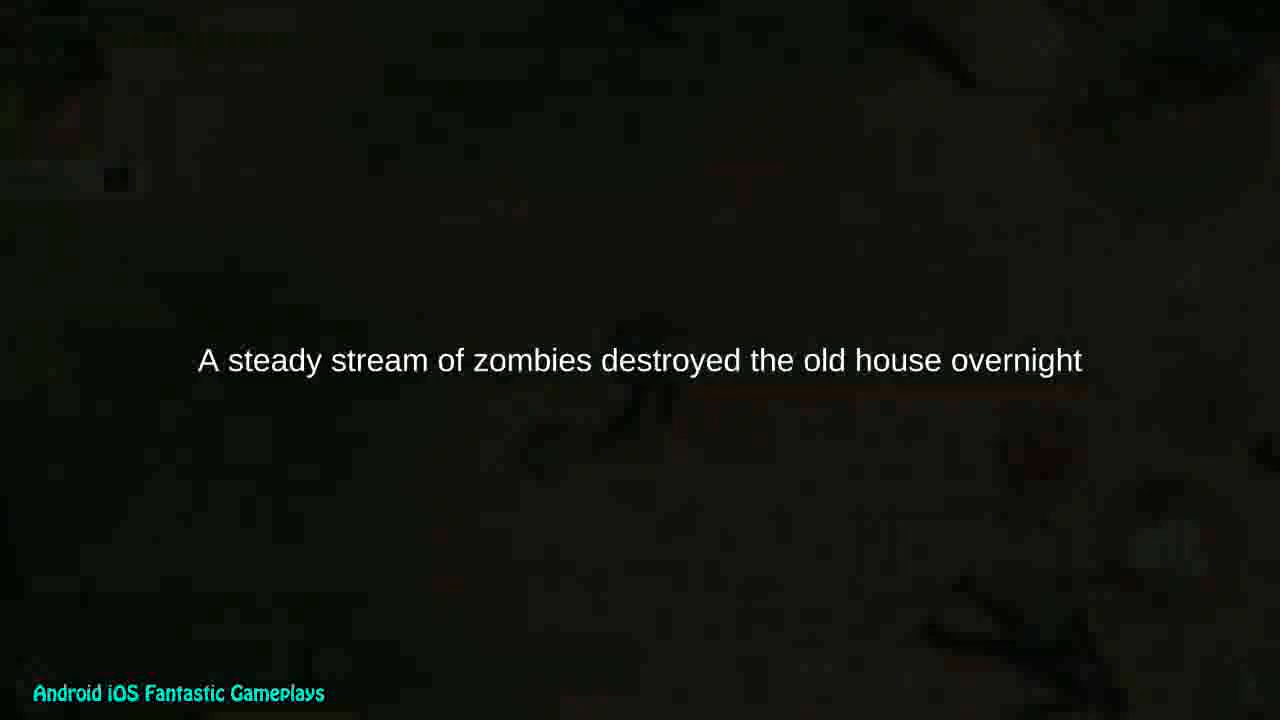 A steady stream of zombies destroyed the old house overnight
Android iOS Fantastic Gameplays